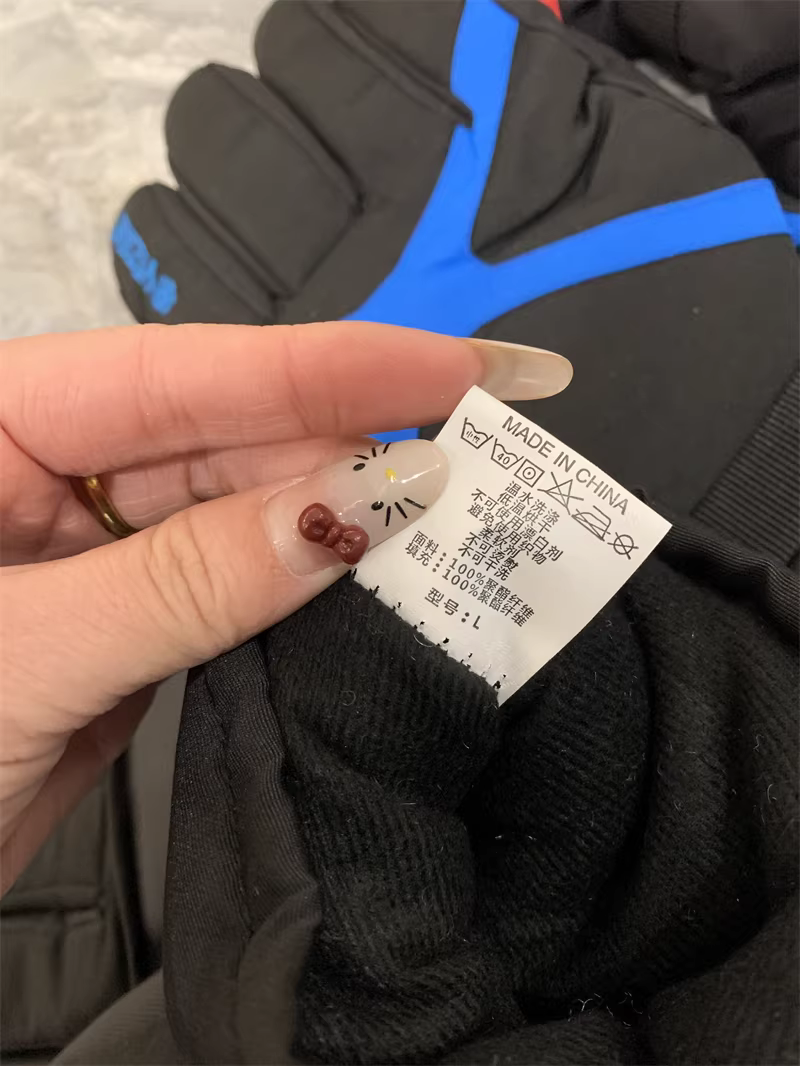 MADE IN CHINA
40
温水洗涤
低温烘干
不可使用漂白剂
避免使用织物
柔软剂
不可烫熨
不可干洗
面料：100%聚酯纤维
填充：100%聚酯纤维
型号：L